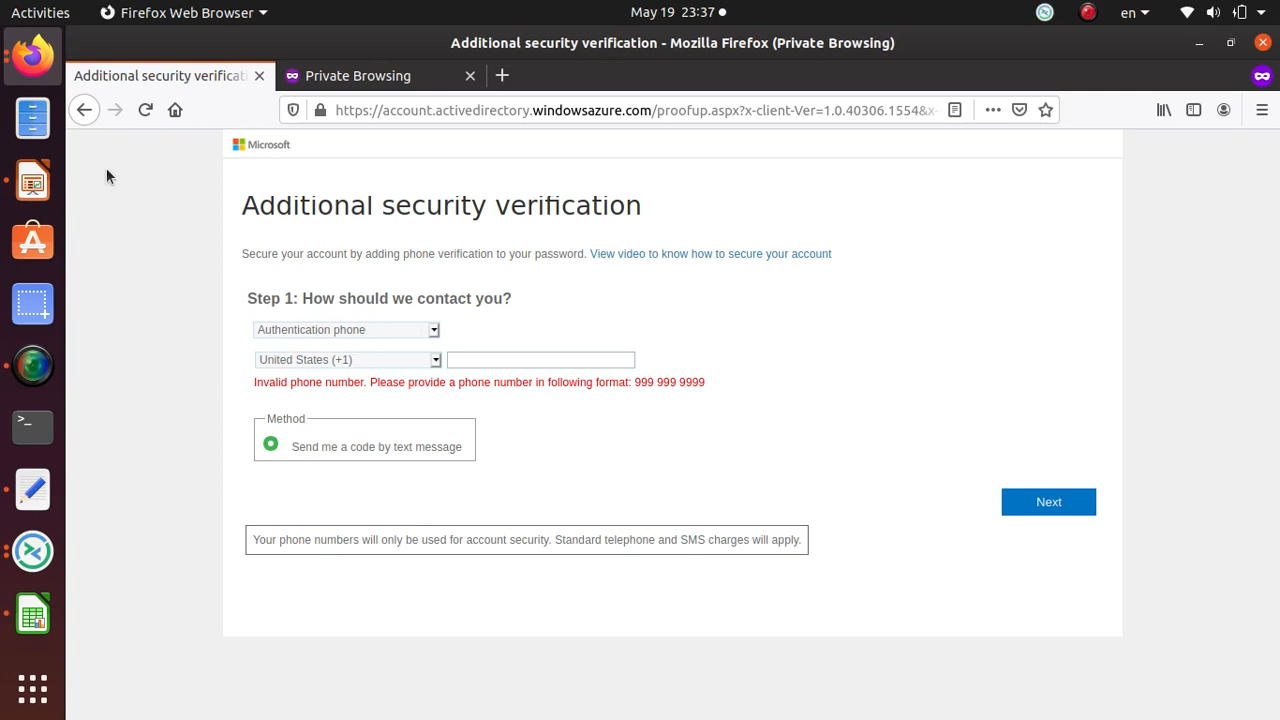 Activities
Firefox Web Browser
May 19 23:37
en
Additional security verification - Mozilla Firefox (Private Browsing)
Additional security verificati
Private Browsing
https://account.activedirectory.windowsazure.com/proofup.aspx?x-client-Ver=1.0.40306.1554&x-
Microsoft
Additional security verification
Secure your account by adding phone verification to your password. View video to know how to secure your account
Step 1: How should we contact you?
Authentication phone
United States (+1)
Invalid phone number. Please provide a phone number in following format: 999 999 9999
Method
Send me a code by text message
Next
Your phone numbers will only be used for account security. Standard telephone and SMS charges will apply.